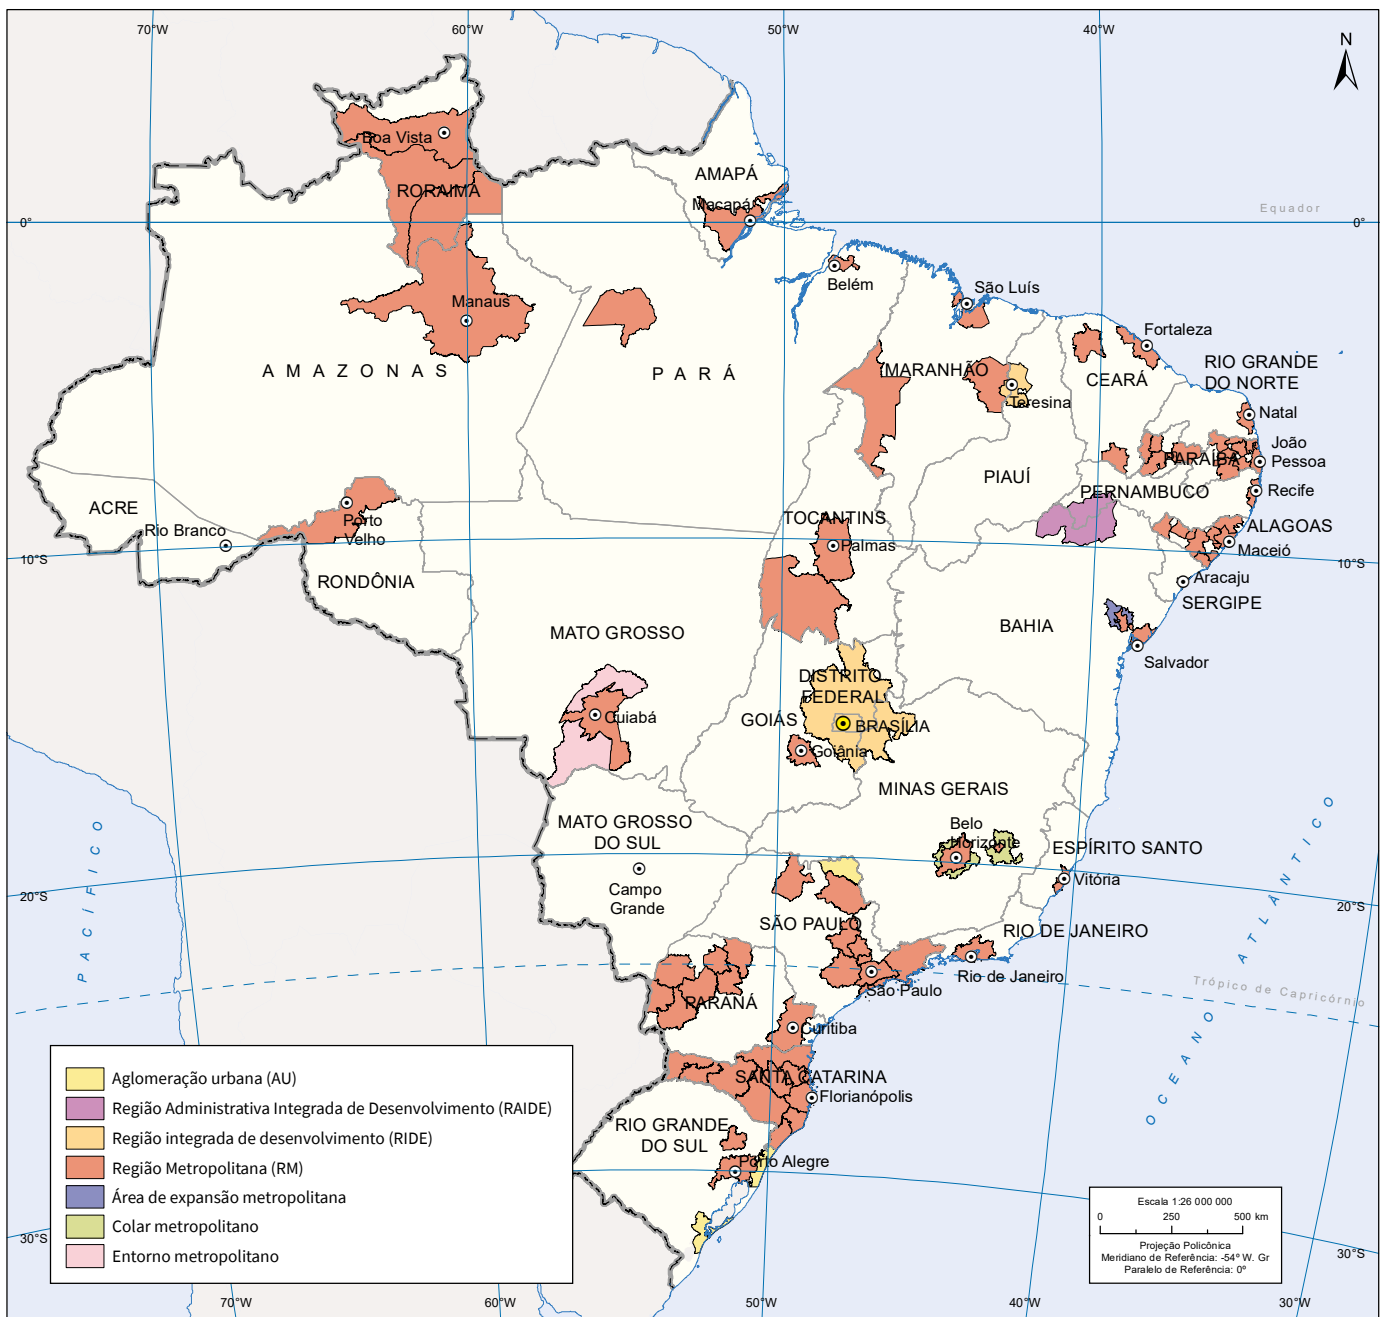 70°W
60°W
50°W
40°W
N
Boa Vista
RORAIMA
AMAPÁ
Macapá
Equador
0°
0°
Belém
São Luís
Manaus
Fortaleza
AMAZONAS
PARÁ
MARANHÃO
CEARÁ
RIO GRANDE
DO NORTE
Teresina
Natal
João
Pessoa
PARAÍBA
PIAUÍ
PERNAMBUCO
Recife
ACRE
Rio Branco
Porto
Velho
TOCANTINS
Palmas
ALAGOAS
Maceió
10°S
10°S
RONDÔNIA
Aracaju
SERGIPE
MATO GROSSO
BAHIA
Salvador
DISTRITO
FEDERAL
Cuiabá
GOIÁS
BRASÍLIA
Goiânia
MINAS GERAIS
MATO GROSSO
DO SUL
Belo
Horizonte
ESPÍRITO SANTO
Vitória
Campo
Grande
20°S
20°S
PACÍFICO
OCEANO ATLÂNTICO
SÃO PAULO
RIO DE JANEIRO
Rio de Janeiro
São Paulo
Trópico de Capricórnio
PARANÁ
Curitiba
SANTA CATARINA
Florianópolis
RIO GRANDE
DO SUL
Porto Alegre
Aglomeração urbana (AU)
Região Administrativa Integrada de Desenvolvimento (RAIDE)
Região integrada de desenvolvimento (RIDE)
Região Metropolitana (RM)
Área de expansão metropolitana
Colar metropolitano
Entorno metropolitano
Escala 1:26 000 000
0 250 500 km
Projeção Policônica
Meridiano de Referência: -54º W. Gr
Paralelo de Referência: 0º
30°S
30°S
70°W
60°W
50°W
40°W
30°W